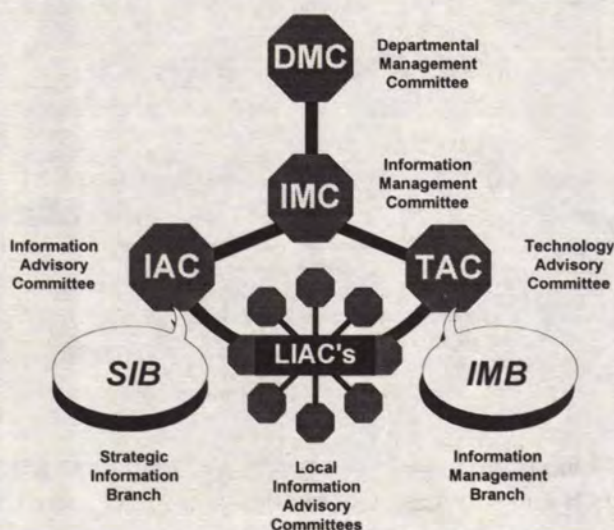 DMC
Departmental
Management
Committee
IMC
Information
Management
Committee
Information
Advisory
Committee
IAC
TAC
Technology
Advisory
Committee
LIAC's
SIB
IMB
Strategic
Information
Branch
Local
Information
Advisory
Committees
Information
Management
Branch